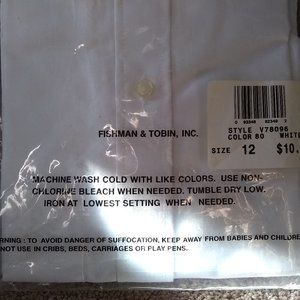 STYLE V78096
COLOR 80 WHIT
SIZE 12 $10.
FISHMAN & TOBIN, INC.
MACHINE WASH COLD WITH LIKE COLORS. USE NON-
CHLORINE BLEACH WHEN NEEDED. TUMBLE DRY LOW.
IRON AT LOWEST SETTING WHEN NEEDED.
RNING : TO AVOID DANGER OF SUFFOCATION, KEEP AWAY FROM BABIES AND CHILDRE
NOT USE IN CRIBS, BEDS, CARRIAGES OR PLAY PENS.